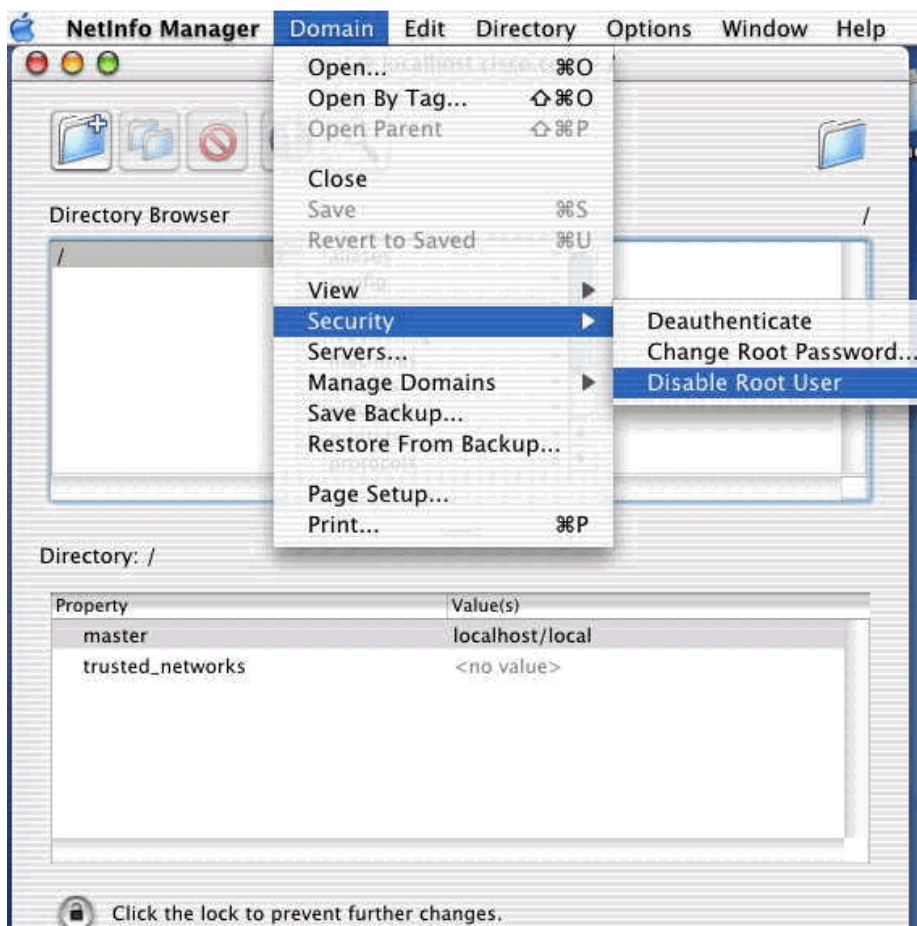 NetInfo Manager Domain Edit Directory Options Window Help
Open... ⌘O
Open By Tag... ⇧⌘O
Open Parent ⇧⌘P
Close
Save ⌘S
Revert to Saved ⌘U
View
Security
Servers...
Manage Domains
Save Backup...
Restore From Backup...
Page Setup...
Print... ⌘P
Deauthenticate
Change Root Password...
Disable Root User
Directory Browser /
/
protocols
Directory: /
Property Value(s)
master localhost/local
trusted_networks <no value>
Click the lock to prevent further changes.